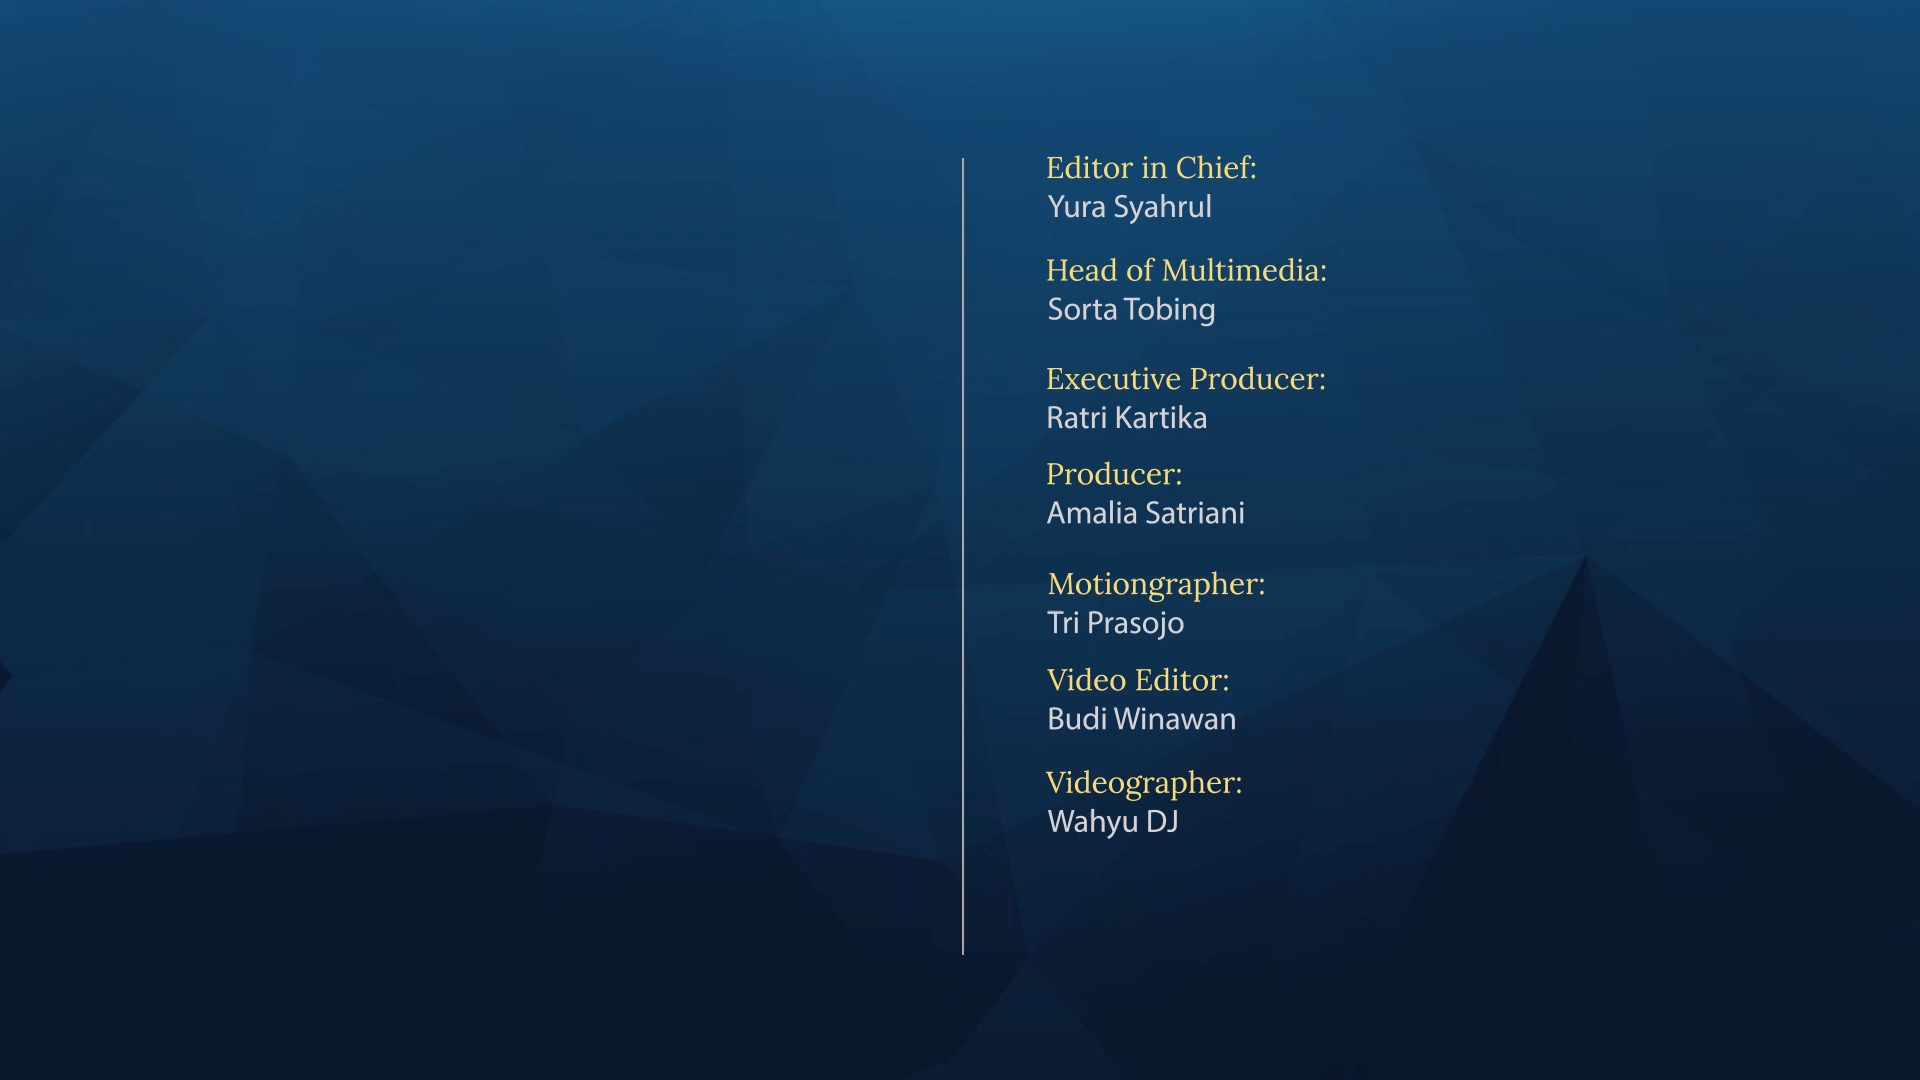 Editor in Chief:
Yura Syahrul
Head of Multimedia:
Sorta Tobing
Executive Producer:
Ratri Kartika
Producer:
Amalia Satriani
Motiongrapher:
Tri Prasojo
Video Editor:
Budi Winawan
Videographer:
Wahyu DJ